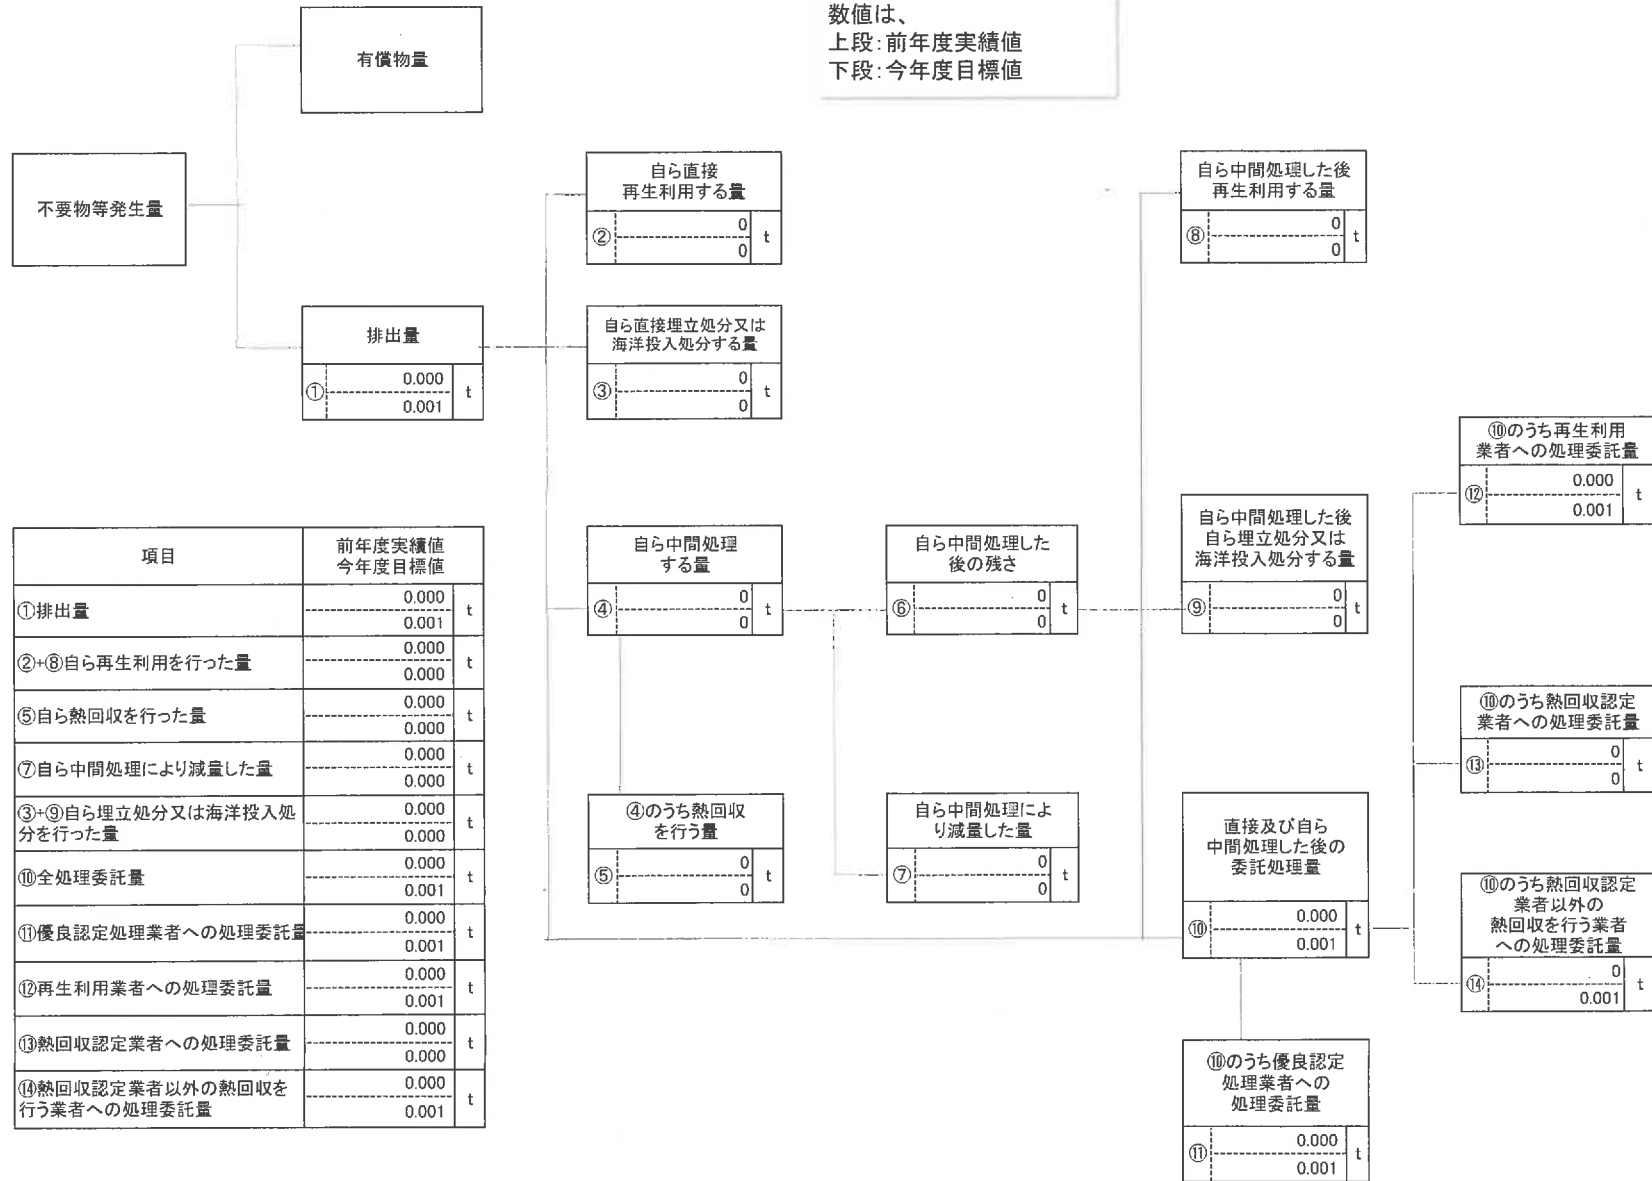 数値は、
上段:前年度実績値
下段:今年度目標値
有償物量
不要物等発生量
排出量
① 0.000 t
0.001
自ら直接
再生利用する量
② 0 t
0
自ら直接埋立処分又は
海洋投入処分する量
③ 0 t
0
自ら中間処理
する量
④ 0 t
0
④のうち熱回収
を行う量
⑤ 0 t
0
自ら中間処理した
後の残さ
⑥ 0 t
0
自ら中間処理によ
り減量した量
⑦ 0 t
0
自ら中間処理した後
再生利用する量
⑧ 0 t
0
自ら中間処理した後
自ら埋立処分又は
海洋投入処分する量
⑨ 0 t
0
直接及び自ら
中間処理した後の
委託処理量
⑩ 0.000 t
0.001
⑩のうち優良認定
処理業者への
処理委託量
⑪ 0.000 t
0.001
⑩のうち再生利用
業者への処理委託量
⑫ 0.000 t
0.001
⑩のうち熱回収認定
業者への処理委託量
⑬ 0 t
0
⑩のうち熱回収認定
業者以外の
熱回収を行う業者
への処理委託量
⑭ 0 t
0.001
項目 前年度実績値
今年度目標値
①排出量 0.000 t
0.001
②+⑧自ら再生利用を行った量 0.000 t
0.000
⑤自ら熱回収を行った量 0.000 t
0.000
⑦自ら中間処理により減量した量 0.000 t
0.000
③+⑨自ら埋立処分又は海洋投入処 0.000 t
分を行った量 0.000
⑩全処理委託量 0.000 t
0.001
⑪優良認定処理業者への処理委託量 0.000 t
0.001
⑫再生利用業者への処理委託量 0.000 t
0.001
⑬熱回収認定業者への処理委託量 0.000 t
0.000
⑭熱回収認定業者以外の熱回収を 0.000 t
行う業者への処理委託量 0.001